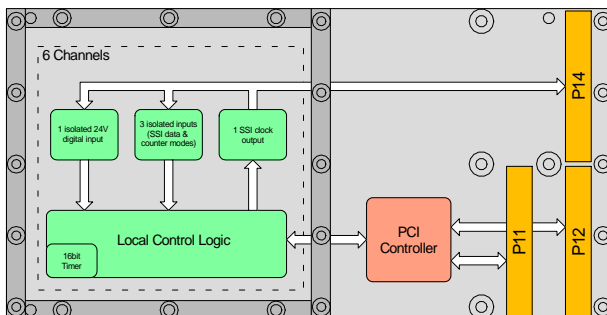 6 Channels
1 isolated 24V
digital input
3 isolated inputs
(SSI data &
counter modes)
1 SSI clock
output
P14
Local Control Logic
16bit
Timer
PCI
Controller
P11
P12